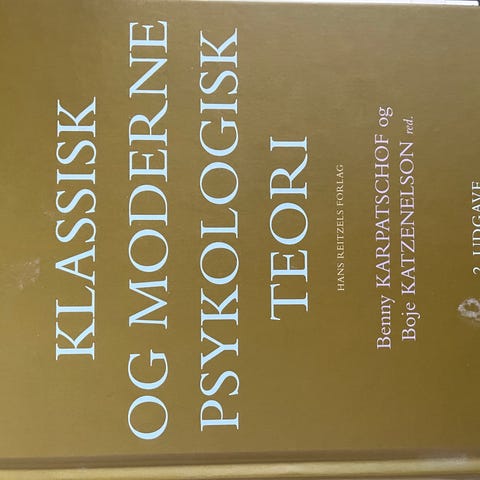 KLASSISK
OG MODERNE
PSYKOLOGISK
TEORI
HANS REITZELS FORLAG
Benny KARPATSCHOF og
Boje KATZENELSON red.
2. UDGAVE